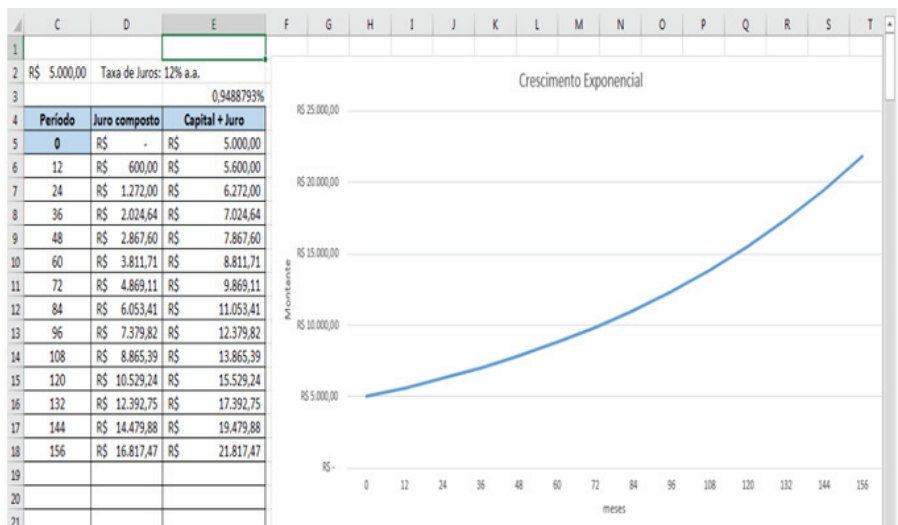 C D E F G H I J K L M N O P Q R S T
1
2 R$ 5.000,00 Taxa de Juros: 12% a.a.
3 0,9488793%
4 Período Juro composto Capital + Juro
5 0 R$ - R$ 5.000,00
6 12 R$ 600,00 R$ 5.600,00
7 24 R$ 1.272,00 R$ 6.272,00
8 36 R$ 2.024,64 R$ 7.024,64
9 48 R$ 2.867,60 R$ 7.867,60
10 60 R$ 3.811,71 R$ 8.811,71
11 72 R$ 4.869,11 R$ 9.869,11
12 84 R$ 6.053,41 R$ 11.053,41
13 96 R$ 7.379,82 R$ 12.379,82
14 108 R$ 8.865,39 R$ 13.865,39
15 120 R$ 10.529,24 R$ 15.529,24
16 132 R$ 12.392,75 R$ 17.392,75
17 144 R$ 14.479,88 R$ 19.479,88
18 156 R$ 16.817,47 R$ 21.817,47
19
20
21
Crescimento Exponencial
R$ 25.000,00
R$ 20.000,00
R$ 15.000,00
R$ 10.000,00
R$ 5.000,00
R$ -
Montante
0 12 24 36 48 60 72 84 96 108 120 132 144 156
meses